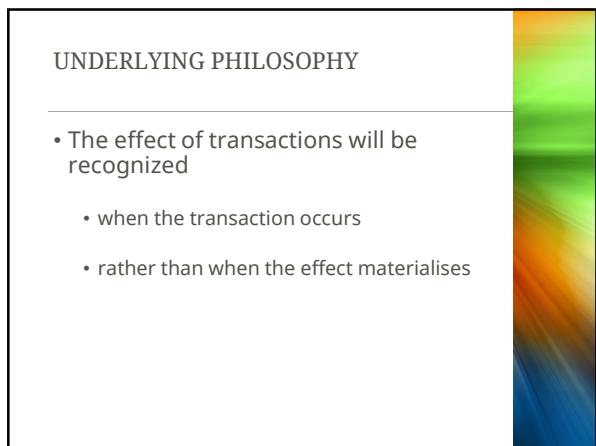 UNDERLYING PHILOSOPHY
• The effect of transactions will be
recognized
• when the transaction occurs
• rather than when the effect materialises